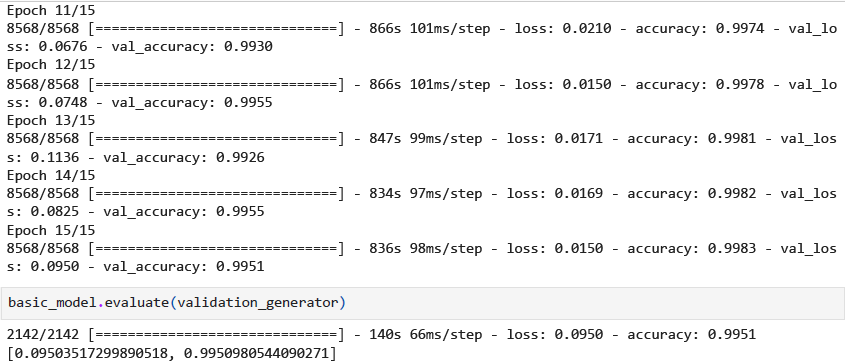 Epoch 11/15
8568/8568 [==============================] - 866s 101ms/step - loss: 0.0210 - accuracy: 0.9974 - val_lo
ss: 0.0676 - val_accuracy: 0.9930
Epoch 12/15
8568/8568 [==============================] - 866s 101ms/step - loss: 0.0150 - accuracy: 0.9978 - val_lo
ss: 0.0748 - val_accuracy: 0.9955
Epoch 13/15
8568/8568 [==============================] - 847s 99ms/step - loss: 0.0171 - accuracy: 0.9981 - val_los
s: 0.1136 - val_accuracy: 0.9926
Epoch 14/15
8568/8568 [==============================] - 834s 97ms/step - loss: 0.0169 - accuracy: 0.9982 - val_los
s: 0.0825 - val_accuracy: 0.9955
Epoch 15/15
8568/8568 [==============================] - 836s 98ms/step - loss: 0.0150 - accuracy: 0.9983 - val_los
s: 0.0950 - val_accuracy: 0.9951
basic_model.evaluate(validation_generator)
2142/2142 [==============================] - 140s 66ms/step - loss: 0.0950 - accuracy: 0.9951
[0.09503517299890518, 0.9950980544090271]